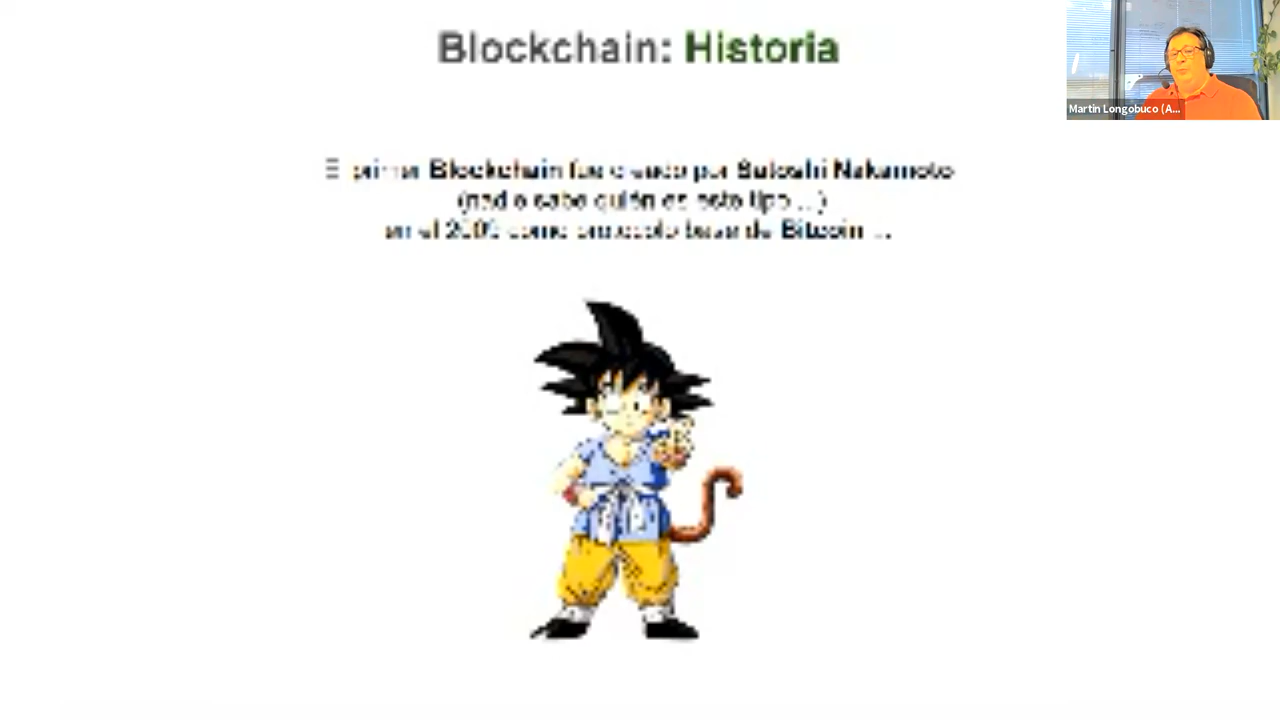 Blockchain: Historia
Martin Longobuco (A...
El primer Blockchain fue creado por Satoshi Nakamoto
(nadie sabe quién es este tipo ...)
en el como protocolo base de Bitcoin ...